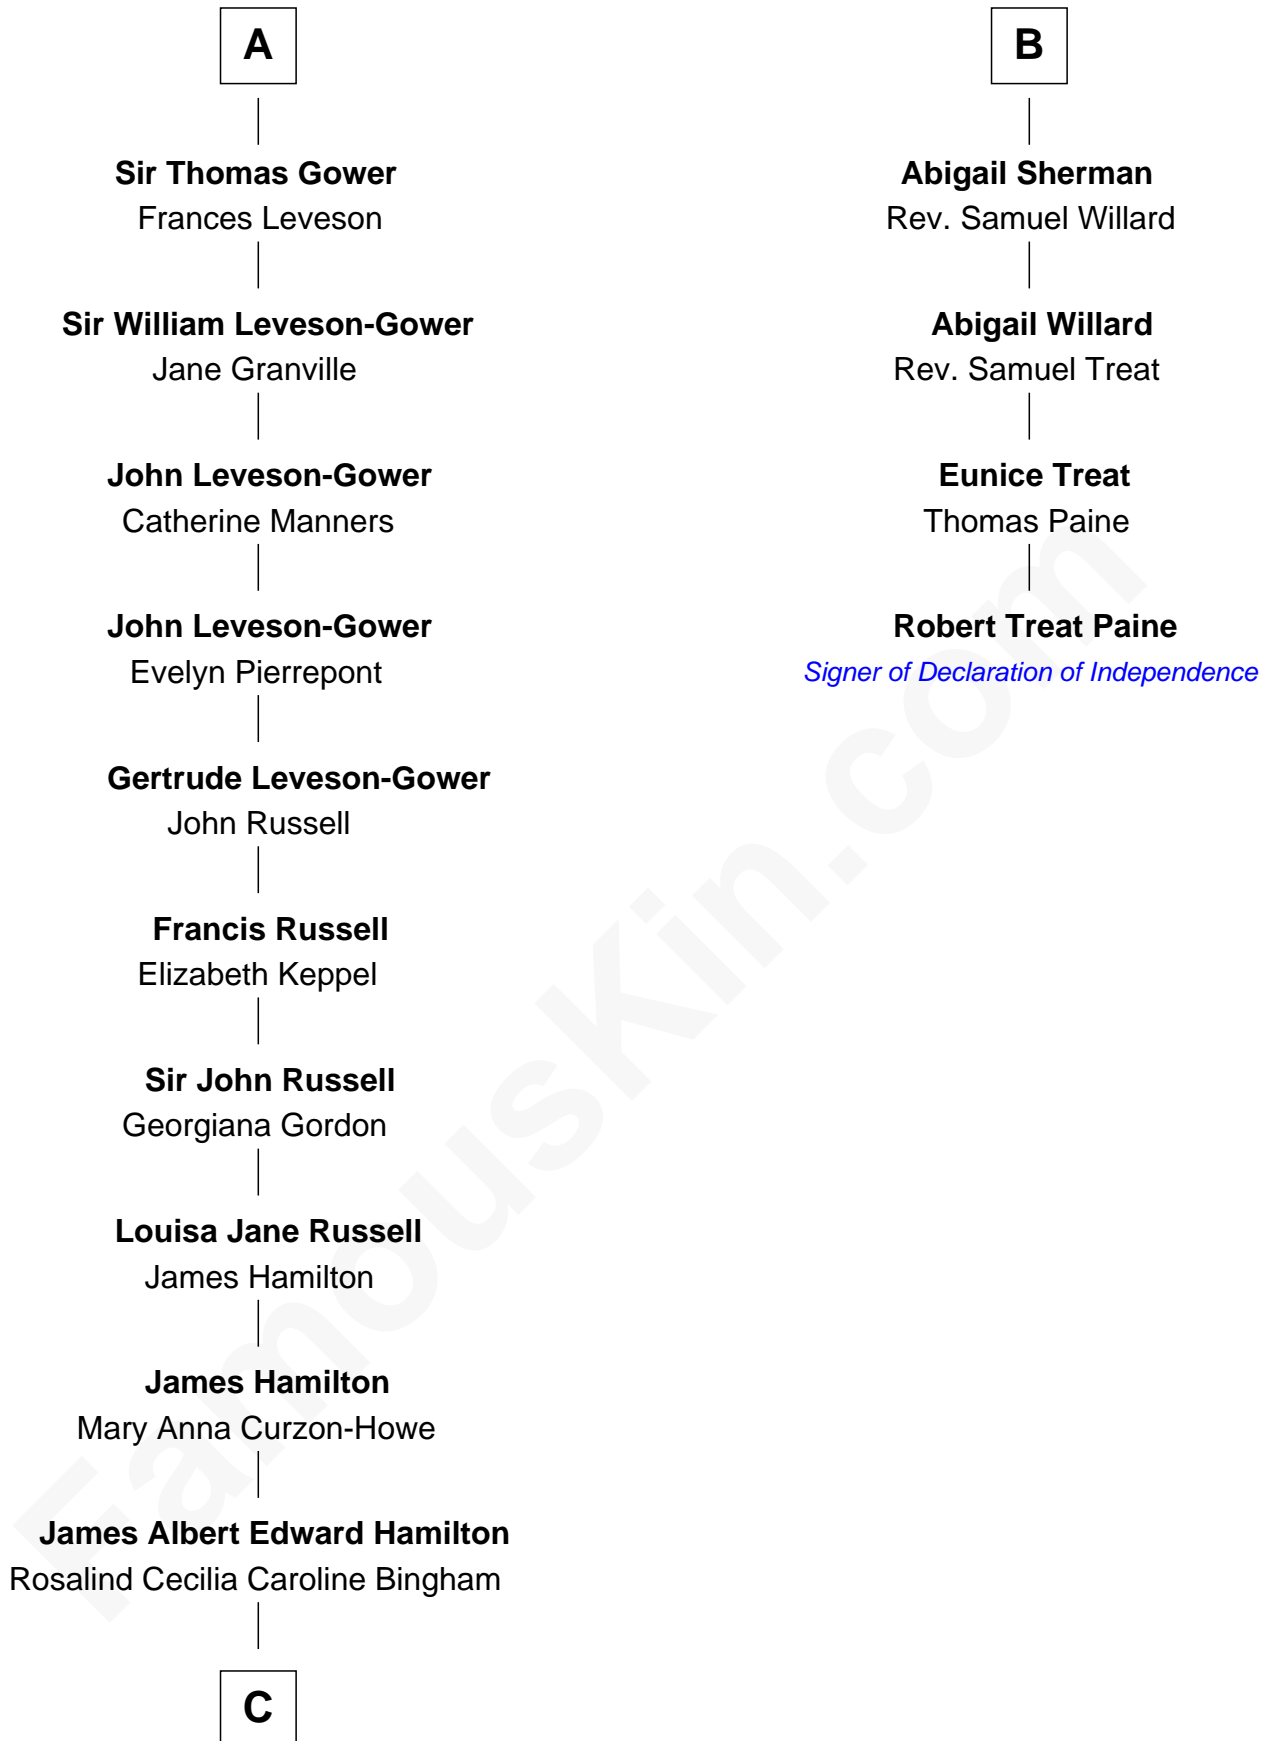 A
Sir Thomas Gower
Frances Leveson
Sir William Leveson-Gower
Jane Granville
John Leveson-Gower
Catherine Manners
John Leveson-Gower
Evelyn Pierrepont
Gertrude Leveson-Gower
John Russell
Francis Russell
Elizabeth Keppel
Sir John Russell
Georgiana Gordon
Louisa Jane Russell
James Hamilton
James Hamilton
Mary Anna Curzon-Howe
James Albert Edward Hamilton
Rosalind Cecilia Caroline Bingham
C
B
Abigail Sherman
Rev. Samuel Willard
Abigail Willard
Rev. Samuel Treat
Eunice Treat
Thomas Paine
Robert Treat Paine
Signer of Declaration of Independence
FamousKin.com